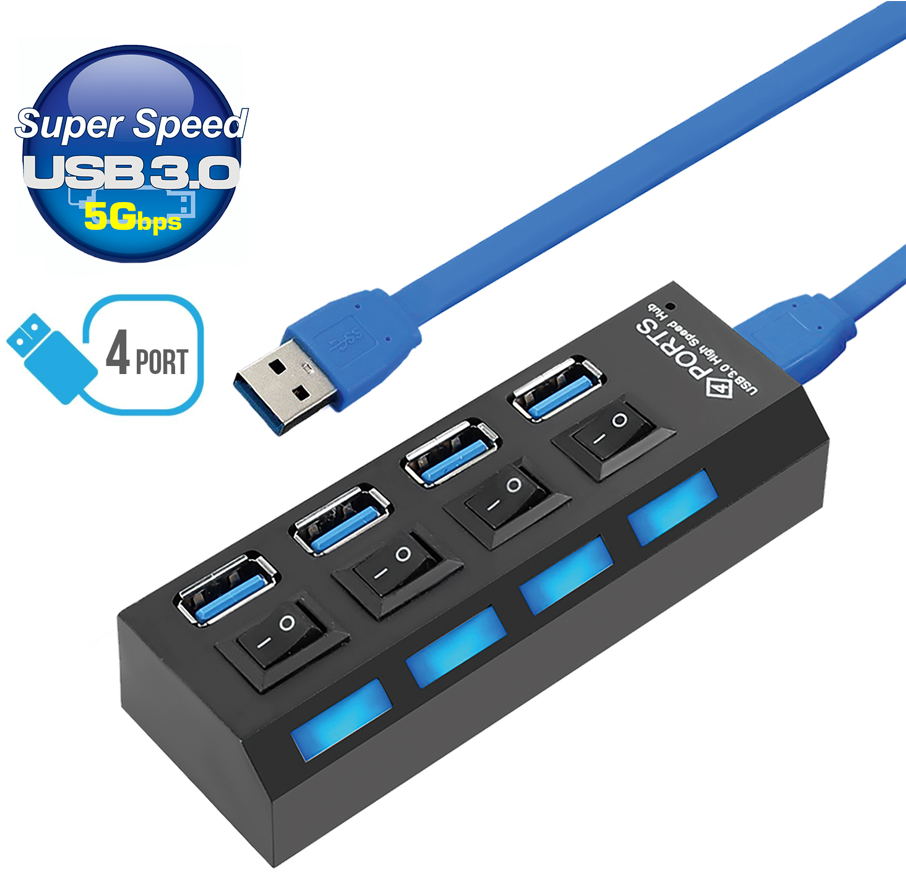 Super Speed
USB 3.0
5Gbps
4 PORT
4 PORTS
USB 3.0 High Speed Hub